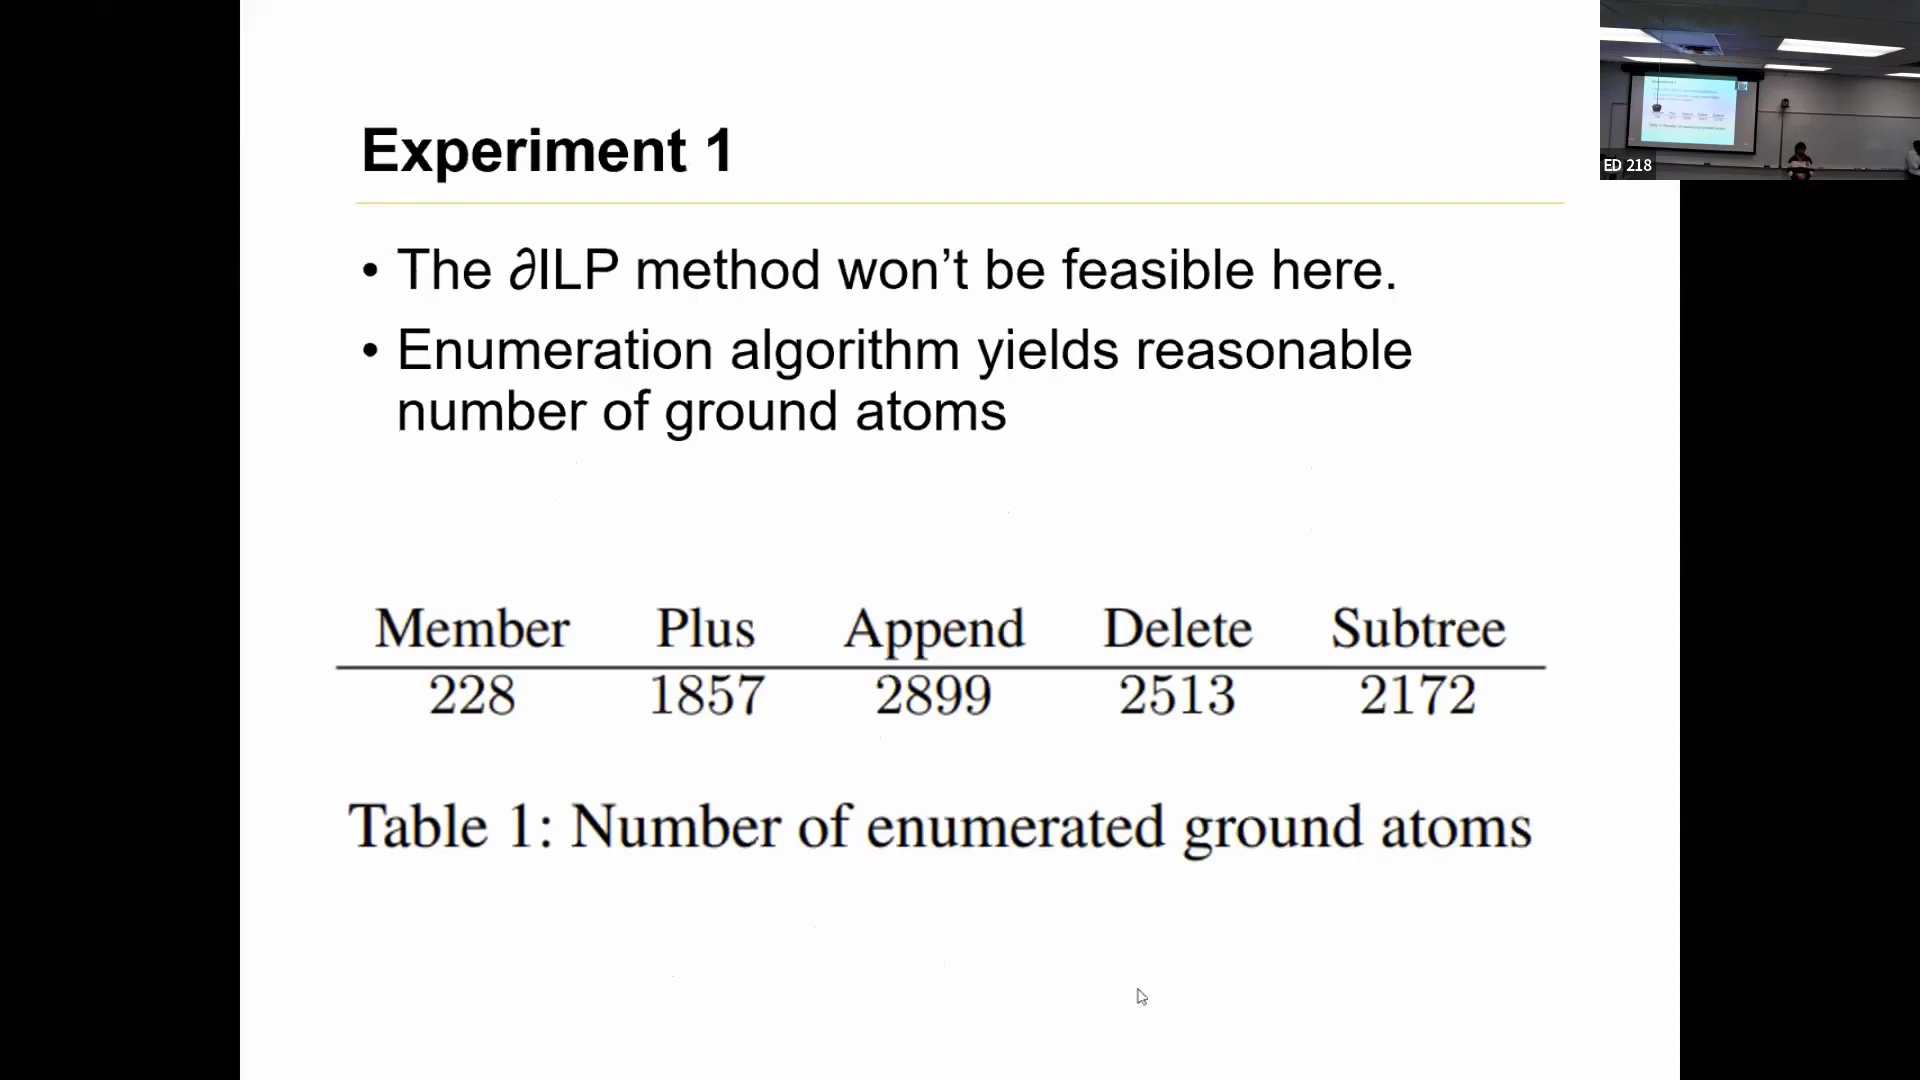 Experiment 1
• The ∂ILP method won’t be feasible here.
• Enumeration algorithm yields reasonable
number of ground atoms
Member Plus Append Delete Subtree
228 1857 2899 2513 2172
Table 1: Number of enumerated ground atoms
ED 218